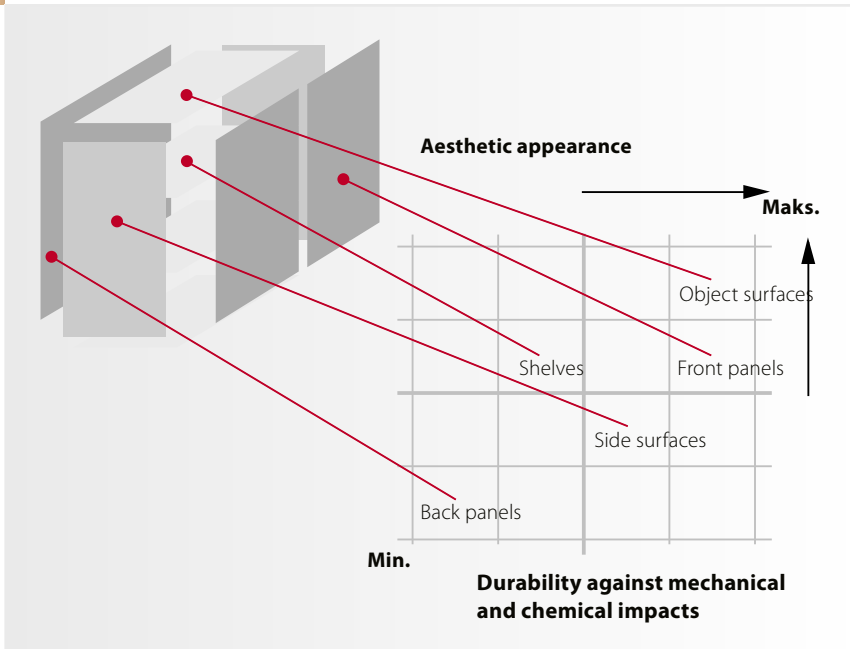 Aesthetic appearance
Maks.
Object surfaces
Shelves
Front panels
Side surfaces
Back panels
Min.
Durability against mechanical
and chemical impacts